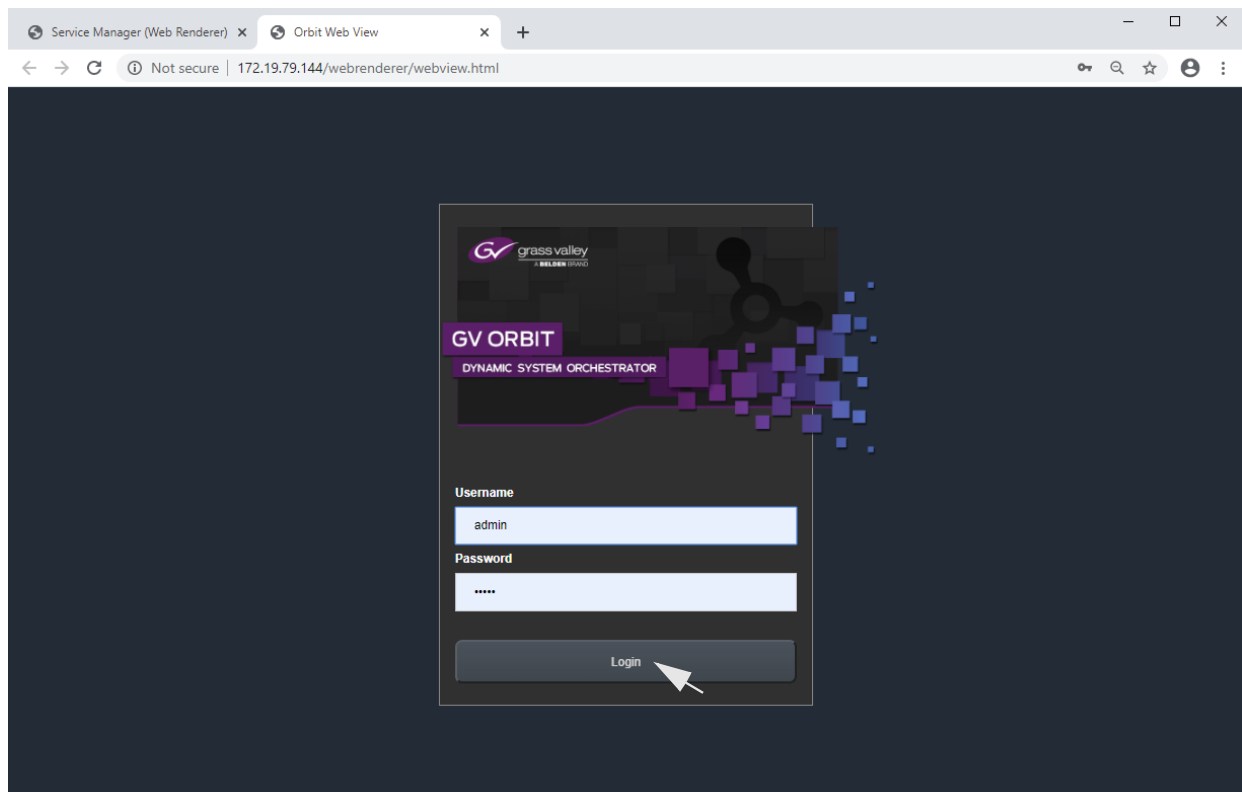 Service Manager (Web Renderer)
Orbit Web View
Not secure | 172.19.79.144/webrenderer/webview.html
GV grass valley
A BELDEN BRAND
GV ORBIT
DYNAMIC SYSTEM ORCHESTRATOR
Username
admin
Password
•••••
Login